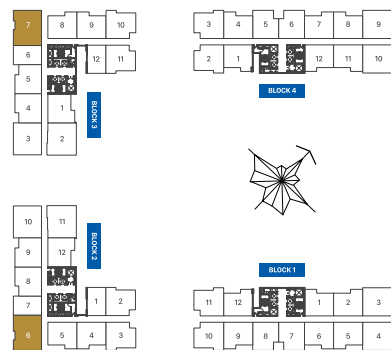 7 8 9 10
6 12 11
5
4 1
3 2
BLOCK 3
3 4 5 6 7 8 9
2 1 12 11 10
BLOCK 4
10 11
9 12
8
7 1 2
6 5 4 3
BLOCK 2
BLOCK 1
11 12 1 2 3
10 9 8 7 6 5 4